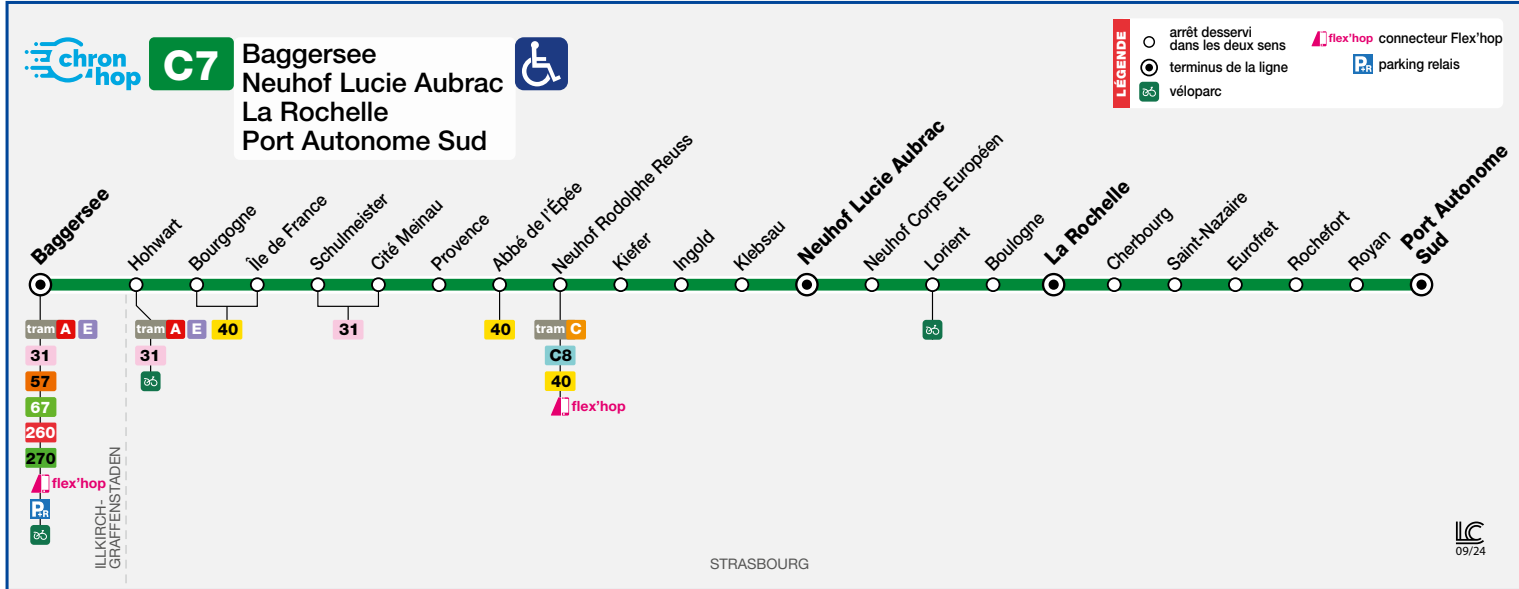 chron
hop
C7
Baggersee
Neuhof Lucie Aubrac
La Rochelle
Port Autonome Sud
LÉGENDE
arrêt desservi
dans les deux sens
terminus de la ligne
véloparc
flex'hop connecteur Flex'hop
P+R parking relais
Baggersee
Hohwart
Bourgogne
Île de France
Schulmeister
Cité Meinau
Provence
Abbé de l'Épée
Neuhof Rodolphe Reuss
Kiefer
Ingold
Klebsau
Neuhof Lucie Aubrac
Neuhof Corps Européen
Lorient
Boulogne
La Rochelle
Cherbourg
Saint-Nazaire
Eurofret
Rochefort
Royan
Port Autonome
Sud
tram A E
31
57
67
260
270
flex'hop
P+R
tram A E
31
40
31
40
tram C
C8
40
flex'hop
ILLKIRCH-
GRAFFENSTADEN
STRASBOURG
LC
09/24